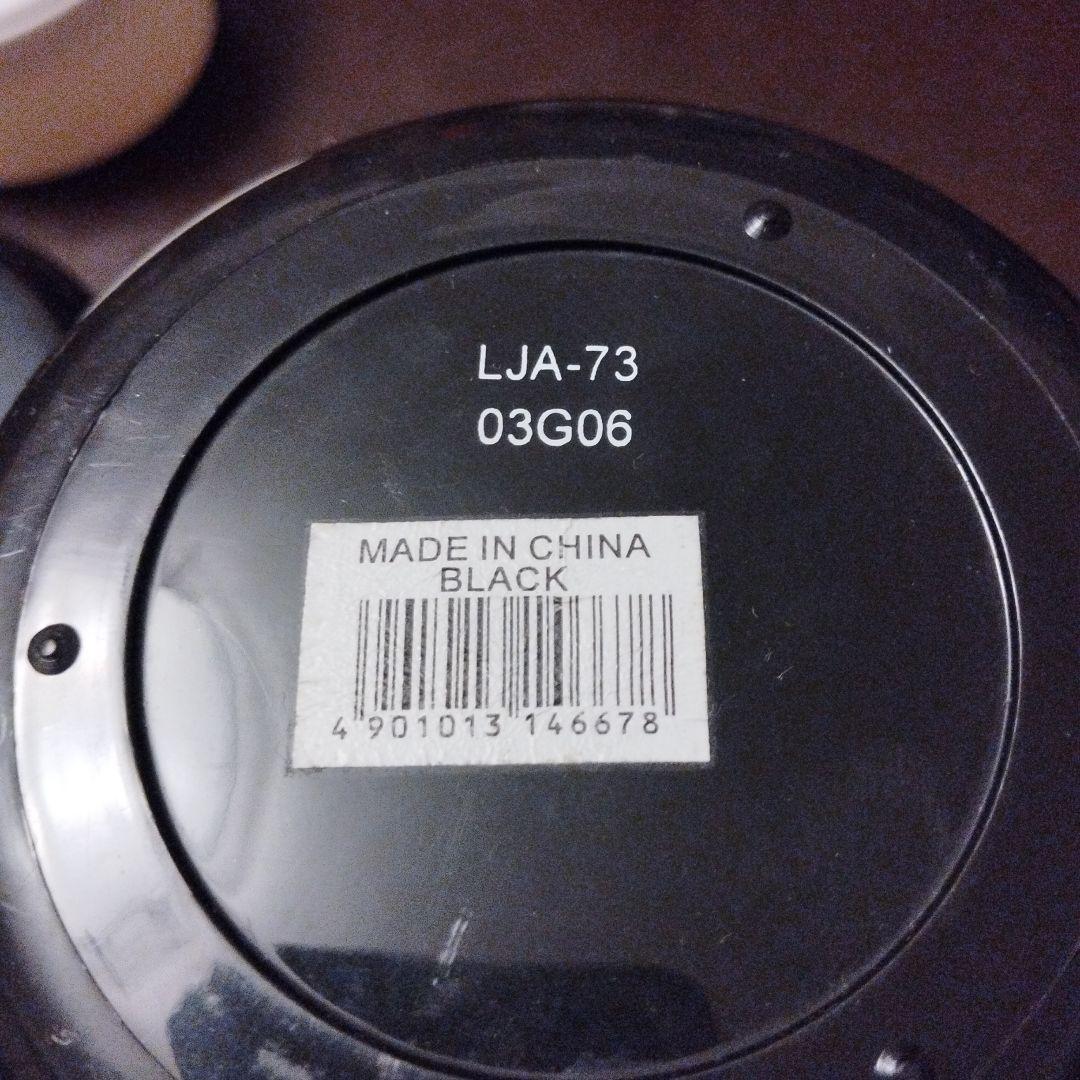 LJA-73
03G06
MADE IN CHINA
BLACK
4 901013 146678